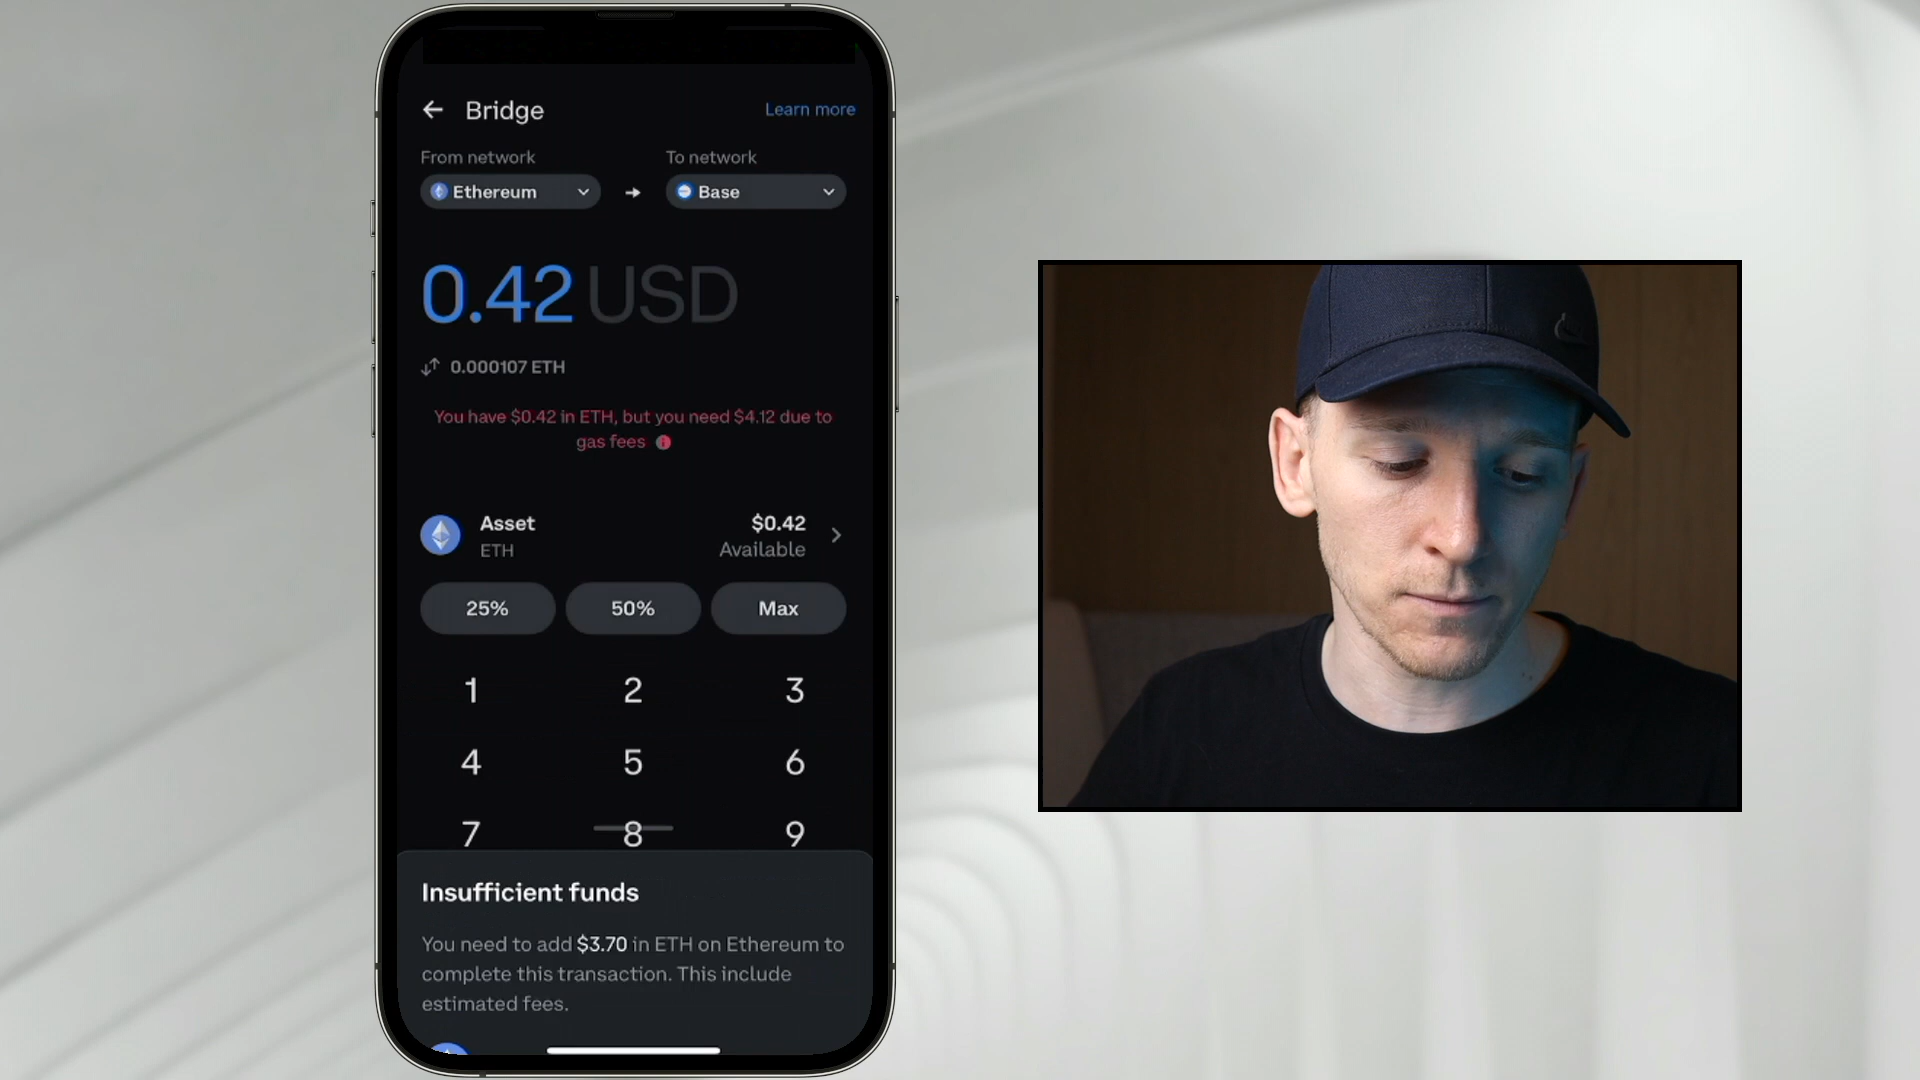 Bridge
Learn more
From network
To network
Ethereum
Base
0.42 USD
0.000107 ETH
You have $0.42 in ETH, but you need $4.12 due to
gas fees
Asset
$0.42
ETH
Available
25%
50%
Max
1
2
3
4
5
6
7
8
9
Insufficient funds
You need to add $3.70 in ETH on Ethereum to
complete this transaction. This include
estimated fees.